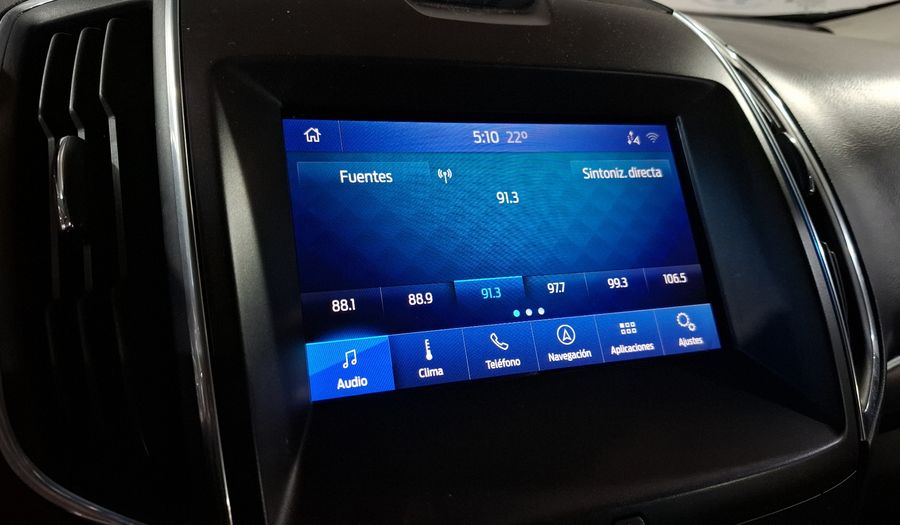 5:10 22°
Fuentes
Sintoniz. directa
91.3
88.1 88.9 91.3 97.7 99.3 106.5
Audio Clima Teléfono Navegación Aplicaciones Ajustes